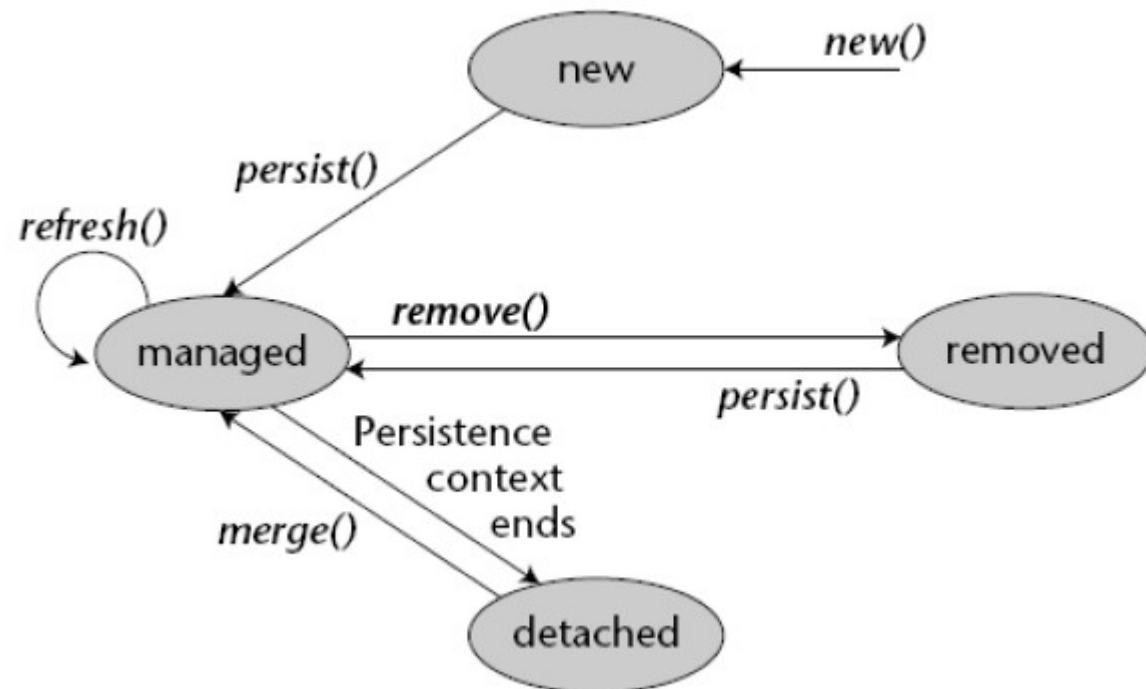 new()
new
persist()
refresh()
remove()
managed
removed
persist()
Persistence
context
ends
merge()
detached